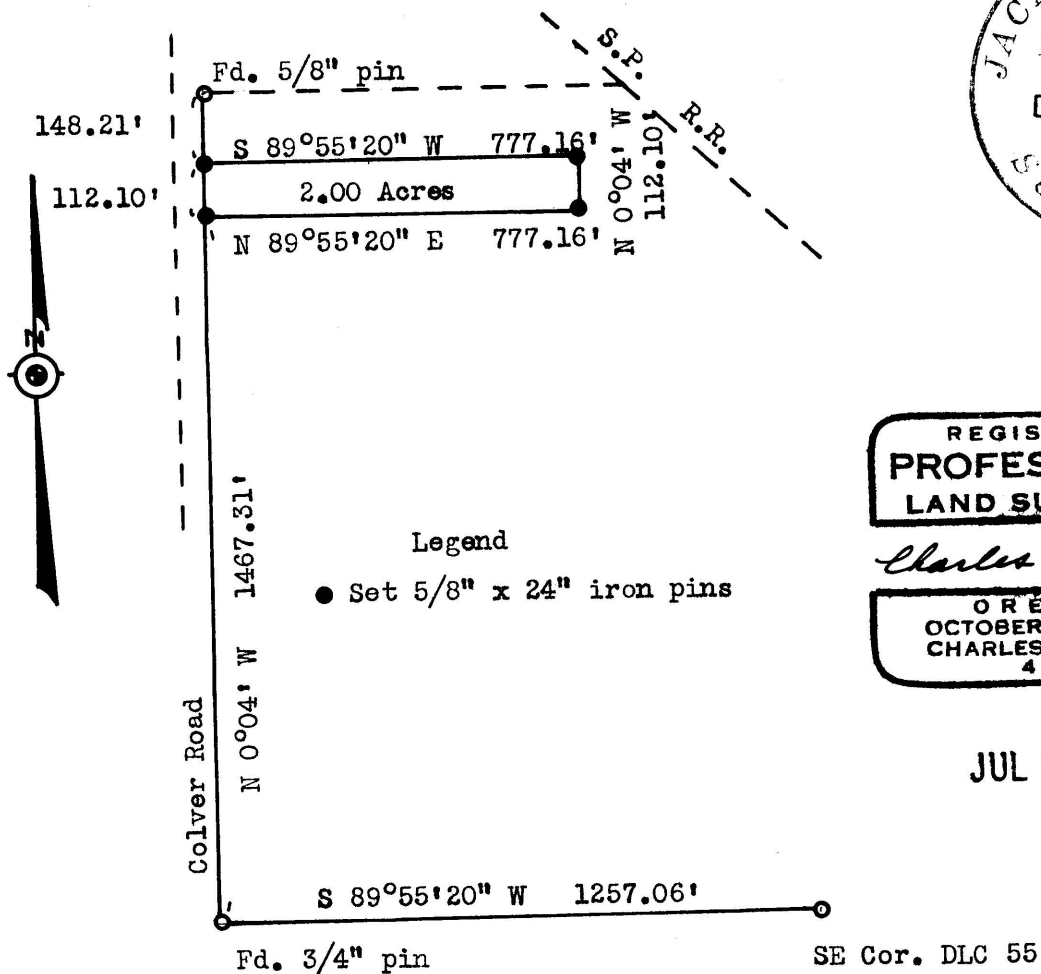 S.P. R.R.
JAC
Fd. 5/8" pin
148.21'
S 89°55'20" W 777.16'
112.10'
2.00 Acres
N 0°04' W
112.10'
N 89°55'20" E 777.16'
N
1467.31'
N 0°04' W
Colver Road
Legend
Set 5/8" x 24" iron pins
REGIS
PROFES
LAND SU
Charles
ORE
OCTOBER
CHARLES
4
JUL
S 89°55'20" W 1257.06'
Fd. 3/4" pin
SE Cor. DLC 55